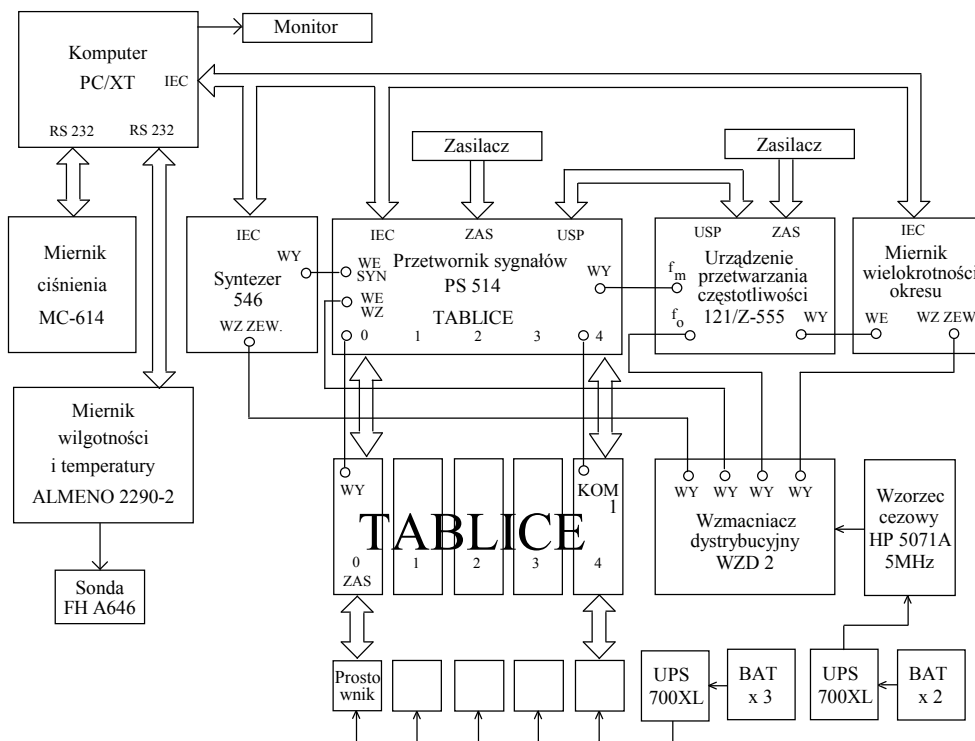 Monitor
Komputer
PC/XT
IEC
RS 232
RS 232
Zasilacz
Zasilacz
Miernik
ciśnienia
MC-614
IEC
WY
Syntezer
546
WZ ZEW.
IEC
ZAS
USP
WE
SYN
Przetwornik sygnałów
PS 514
WY
WE
WZ
TABLICE
0
1
2
3
4
USP
ZAS
Urządzenie
przetwarzania
częstotliwości
121/Z-555
fm
fo
WY
IEC
Miernik
wielokrotności
okresu
WE
WZ ZEW.
Miernik
wilgotności
i temperatury
ALMENO 2290-2
Sonda
FH A646
WY
KOM
1
TABLICE
0
ZAS
1
2
3
4
WY
WY
WY
WY
Wzmacniacz
dystrybucyjny
WZD 2
Wzorzec
cezowy
HP 5071A
5MHz
Prosto
wnik
UPS
700XL
BAT
x 3
UPS
700XL
BAT
x 2